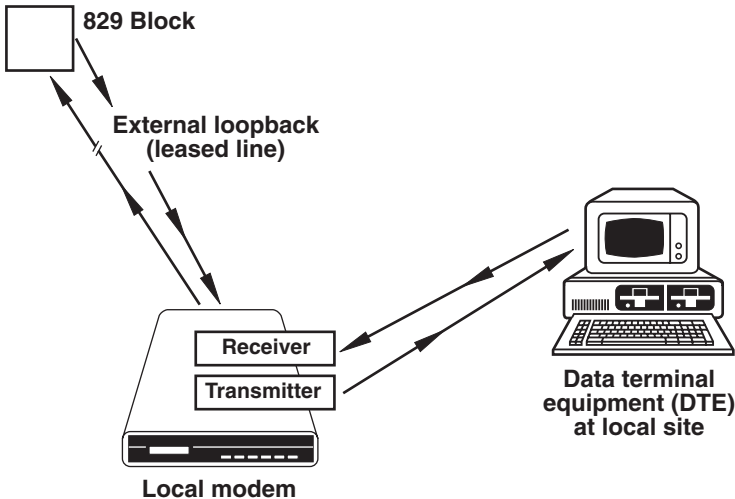 829 Block
External loopback
(leased line)
Receiver
Transmitter
Data terminal
equipment (DTE)
at local site
Local modem